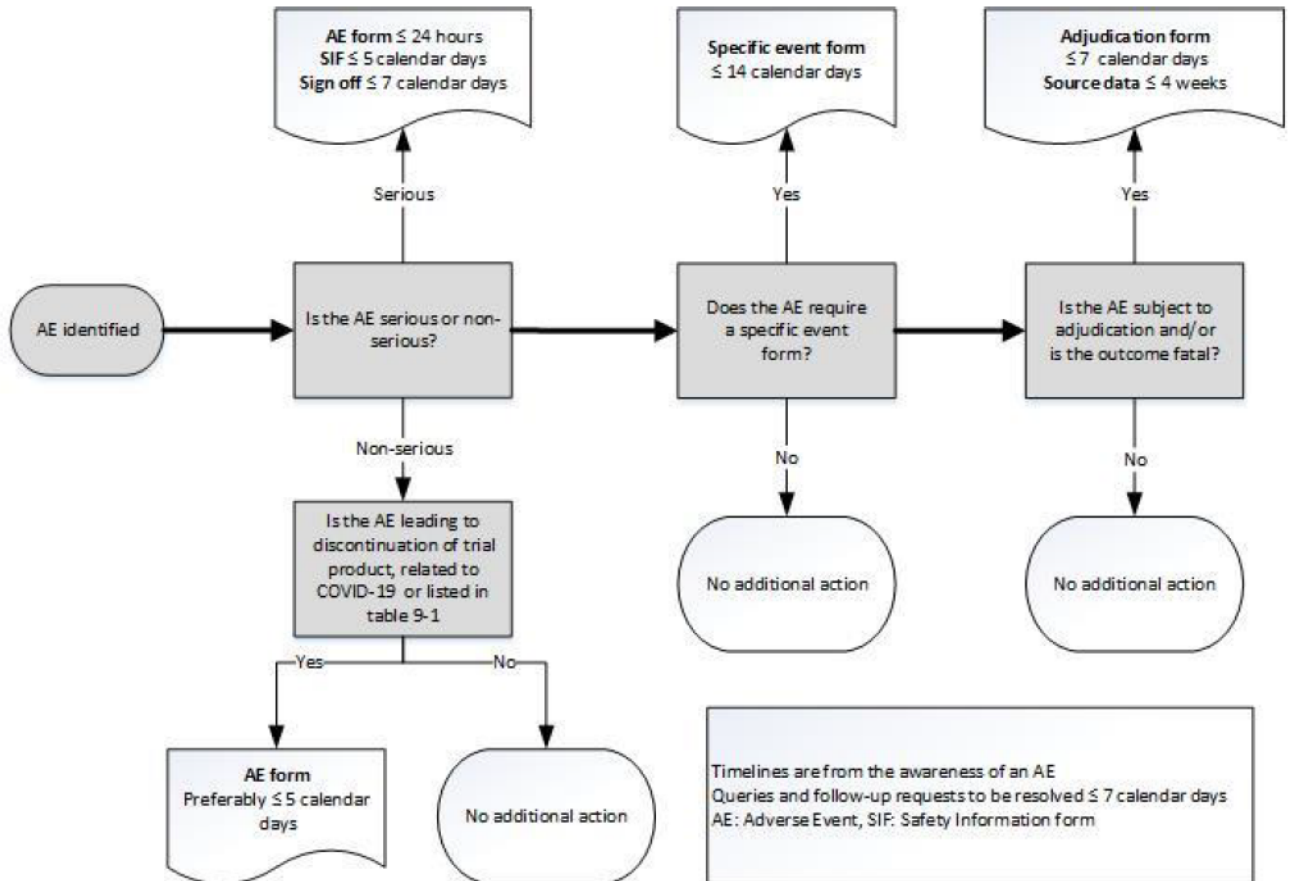 AE form ≤ 24 hours
SIF ≤ 5 calendar days
Sign off ≤ 7 calendar days
Specific event form
≤ 14 calendar days
Adjudication form
≤7 calendar days
Source data ≤ 4 weeks
Serious
Yes
Yes
AE identified
Is the AE serious or non-
serious?
Does the AE require
a specific event
form?
Is the AE subject to
adjudication and/or
is the outcome fatal?
Non-serious
No
No
Is the AE leading to
discontinuation of trial
product, related to
COVID-19 or listed in
table 9-1
No additional action
No additional action
Yes
No
AE form
Preferably ≤ 5 calendar
days
No additional action
Timelines are from the awareness of an AE
Queries and follow-up requests to be resolved ≤ 7 calendar days
AE: Adverse Event, SIF: Safety Information form